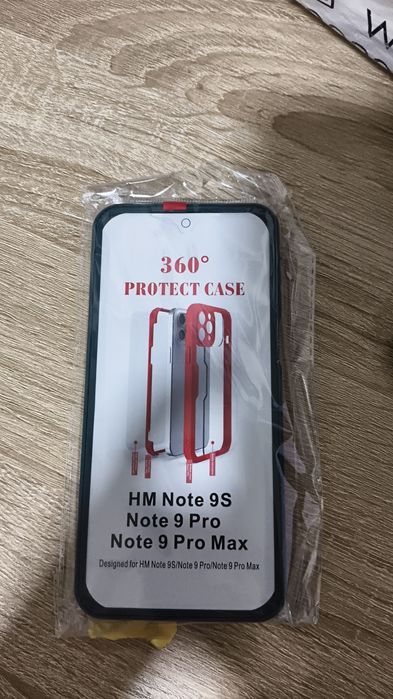 W
360°
PROTECT CASE
HM Note 9S
Note 9 Pro
Note 9 Pro Max
Designed for HM Note 9S/Note 9 Pro/Note 9 Pro Max